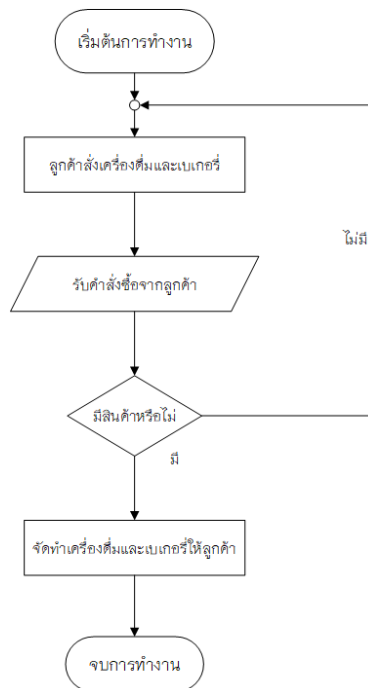 เริ่มต้นการทำงาน
ลูกค้าสั่งเครื่องดื่มและเบเกอรี่
ไม่มี
รับคำสั่งซื้อจากลูกค้า
มีสินค้าหรือไม่
มี
จัดทำเครื่องดื่มและเบเกอรี่ให้ลูกค้า
จบการทำงาน